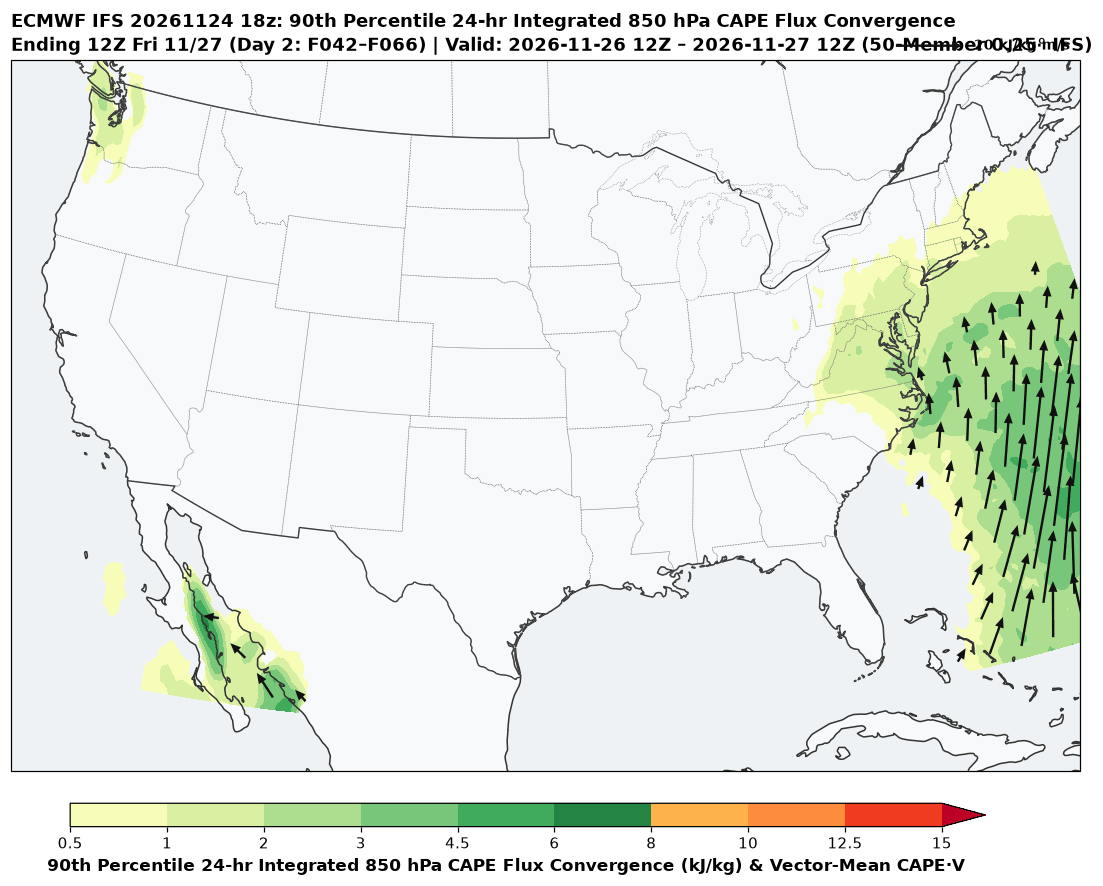 ECMWF IFS 20261124 18z: 90th Percentile 24-hr Integrated 850 hPa CAPE Flux Convergence
Ending 12Z Fri 11/27 (Day 2: F042–F066) | Valid: 2026-11-26 12Z – 2026-11-27 12Z (50-Member 0.25° IFS)
0.5 1 2 3 4.5 6 8 10 12.5 15
90th Percentile 24-hr Integrated 850 hPa CAPE Flux Convergence (kJ/kg) & Vector-Mean CAPE·V